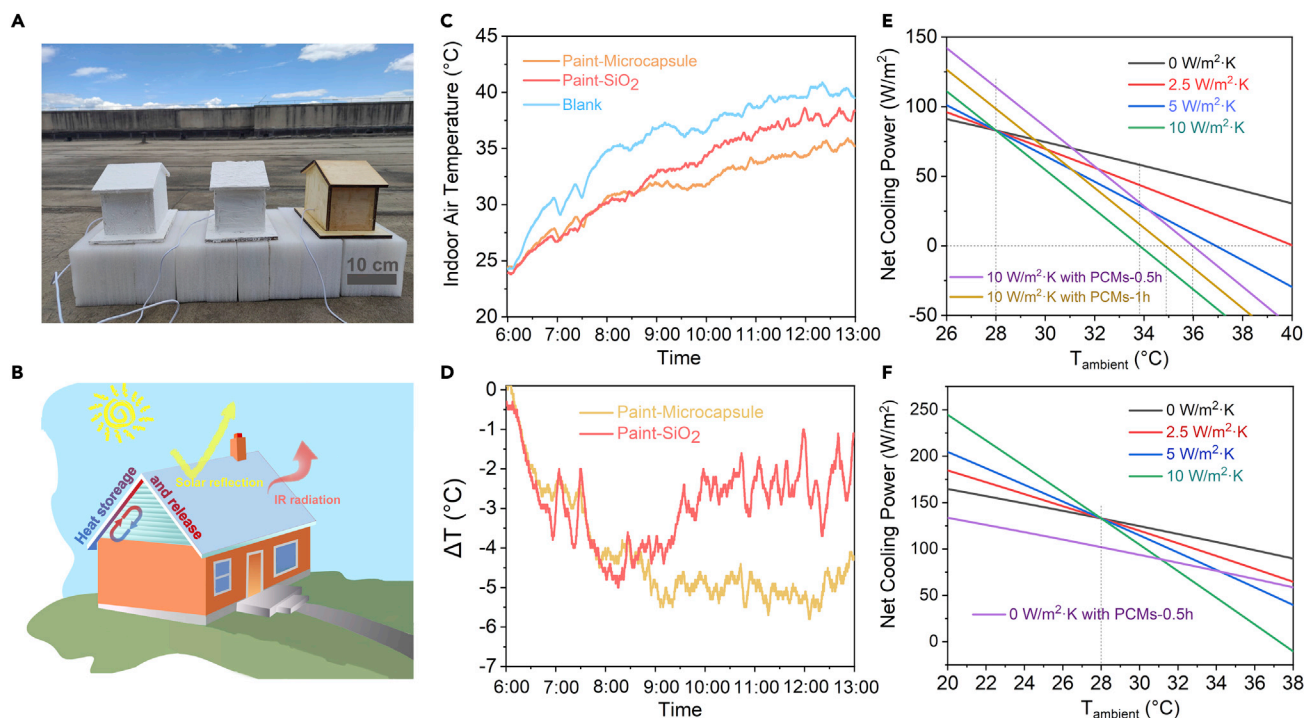 A
10 cm
B
Heat storeage
and release
Solar reflection
IR radiation
C
Indoor Air Temperature (°C)
45
40
35
30
25
20
Paint-Microcapsule
Paint-SiO2
Blank
6:00 7:00 8:00 9:00 10:00 11:00 12:00 13:00
Time
D
ΔT (°C)
0
-1
-2
-3
-4
-5
-6
-7
Paint-Microcapsule
Paint-SiO2
6:00 7:00 8:00 9:00 10:00 11:00 12:00 13:00
Time
E
Net Cooling Power (W/m²)
150
100
50
0
-50
0 W/m²·K
2.5 W/m²·K
5 W/m²·K
10 W/m²·K
10 W/m²·K with PCMs-0.5h
10 W/m²·K with PCMs-1h
26 28 30 32 34 36 38 40
Tambient (°C)
F
Net Cooling Power (W/m²)
250
200
150
100
50
0
0 W/m²·K
2.5 W/m²·K
5 W/m²·K
10 W/m²·K
0 W/m²·K with PCMs-0.5h
20 22 24 26 28 30 32 34 36 38
Tambient (°C)